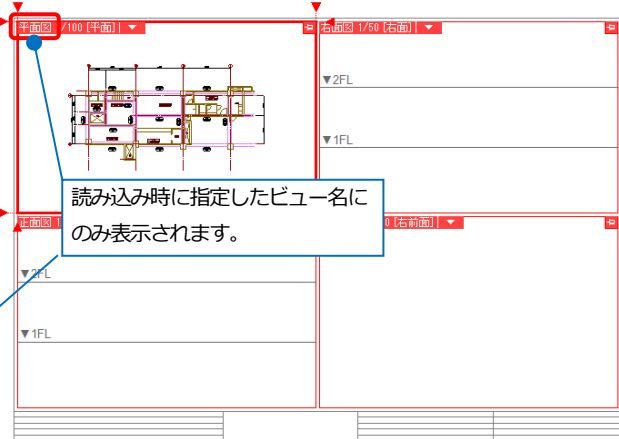 平面図 1/100 [平面] ▼
右面図 1/50 [右面] ▼
▼2FL
▼1FL
読み込み時に指定したビュー名に
のみ表示されます。
正面図
[右前面] ▼
▼2FL
▼1FL